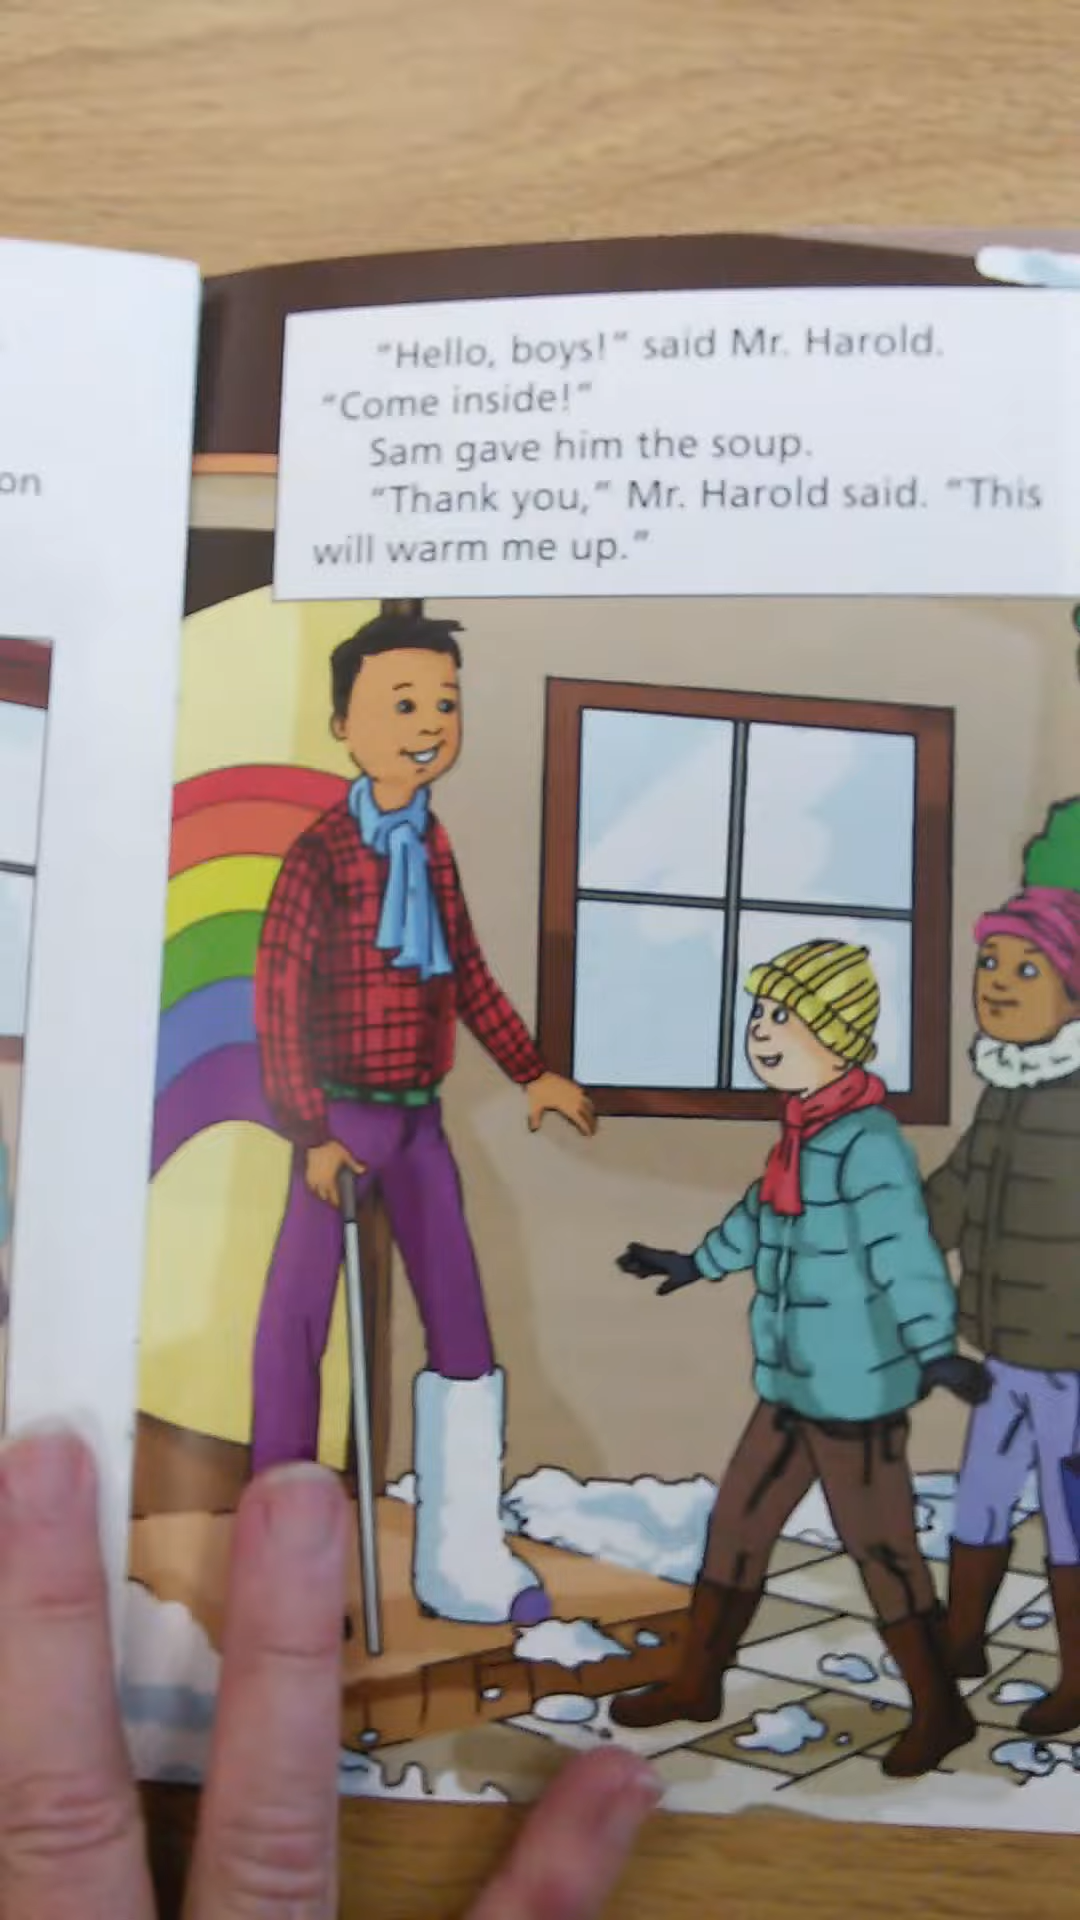 on
"Hello, boys!" said Mr. Harold.
"Come inside!"
Sam gave him the soup.
"Thank you," Mr. Harold said. "This
will warm me up."